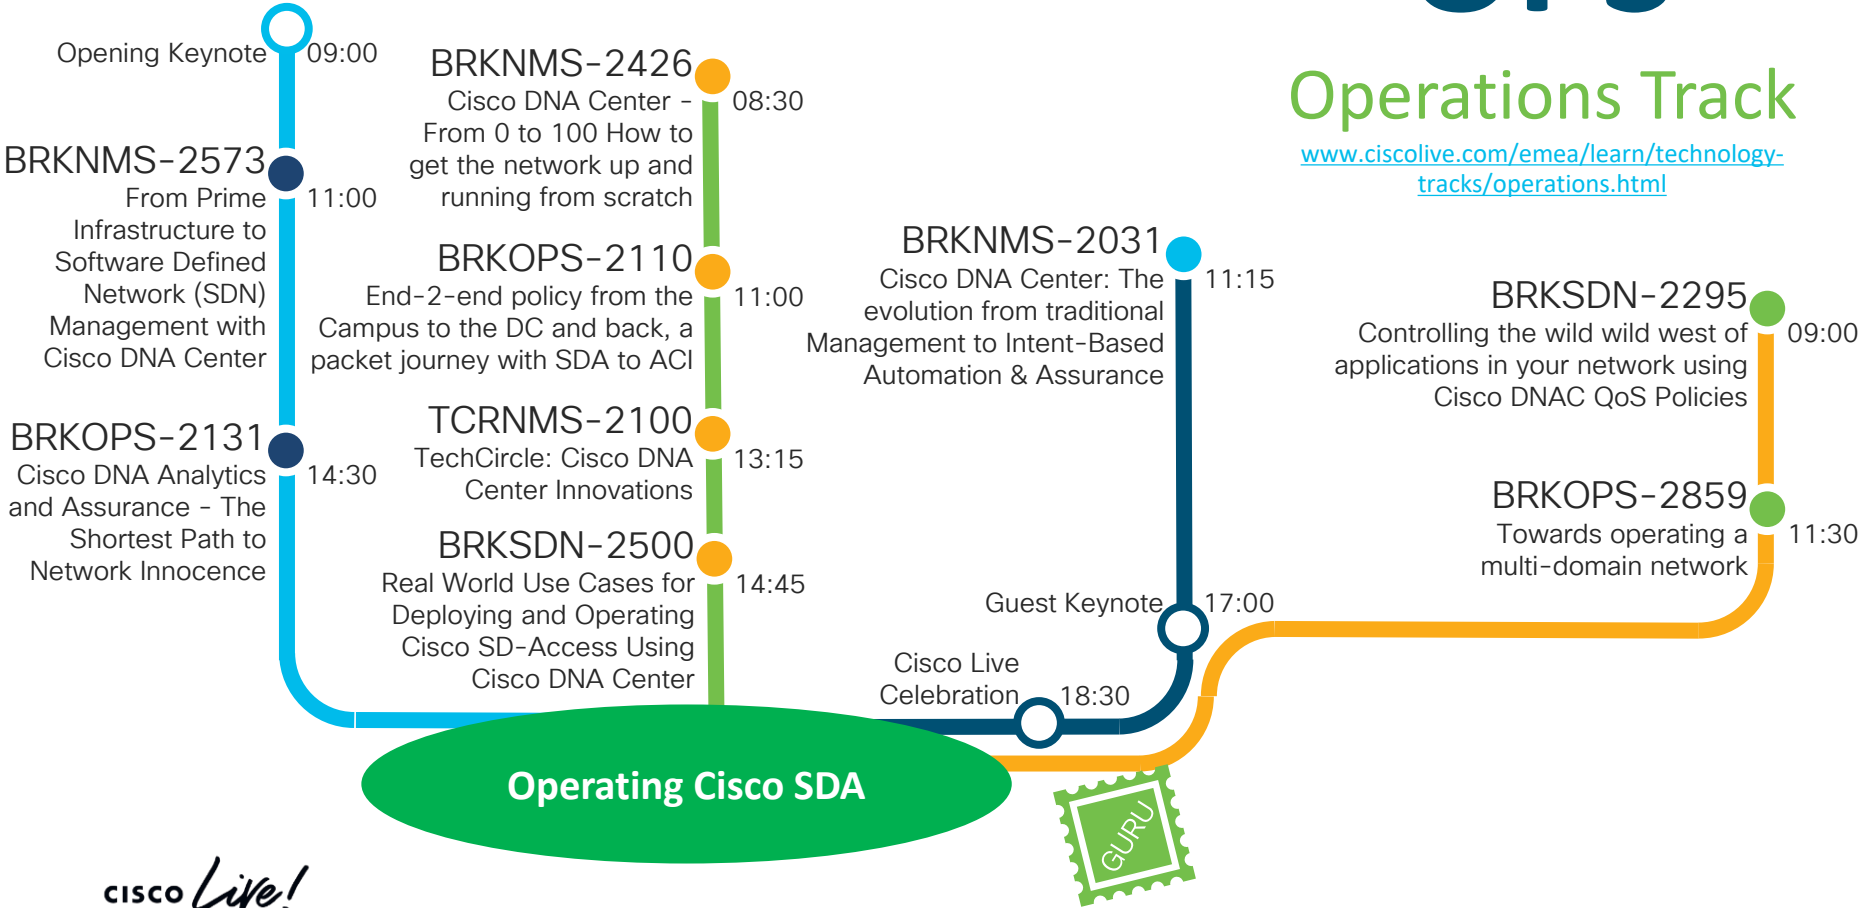 Opening Keynote
09:00
BRKNMS-2573
From Prime
11:00
Infrastructure to
Software Defined
Network (SDN)
Management with
Cisco DNA Center
BRKOPS-2131
Cisco DNA Analytics
14:30
and Assurance - The
Shortest Path to
Network Innocence
BRKNMS-2426
Cisco DNA Center -
08:30
From 0 to 100 How to
get the network up and
running from scratch
BRKOPS-2110
End-2-end policy from the
11:00
Campus to the DC and back, a
packet journey with SDA to ACI
TCRNMS-2100
TechCircle: Cisco DNA
13:15
Center Innovations
BRKSDN-2500
Real World Use Cases for
14:45
Deploying and Operating
Cisco SD-Access Using
Cisco DNA Center
BRKNMS-2031
Cisco DNA Center: The
11:15
evolution from traditional
Management to Intent-Based
Automation & Assurance
Guest Keynote
17:00
Cisco Live
Celebration
18:30
Operations Track
www.ciscolive.com/emea/learn/technology-
tracks/operations.html
BRKSDN-2295
Controlling the wild wild west of
09:00
applications in your network using
Cisco DNAC QoS Policies
BRKOPS-2859
Towards operating a
11:30
multi-domain network
Operating Cisco SDA
GURU
CISCO Live!